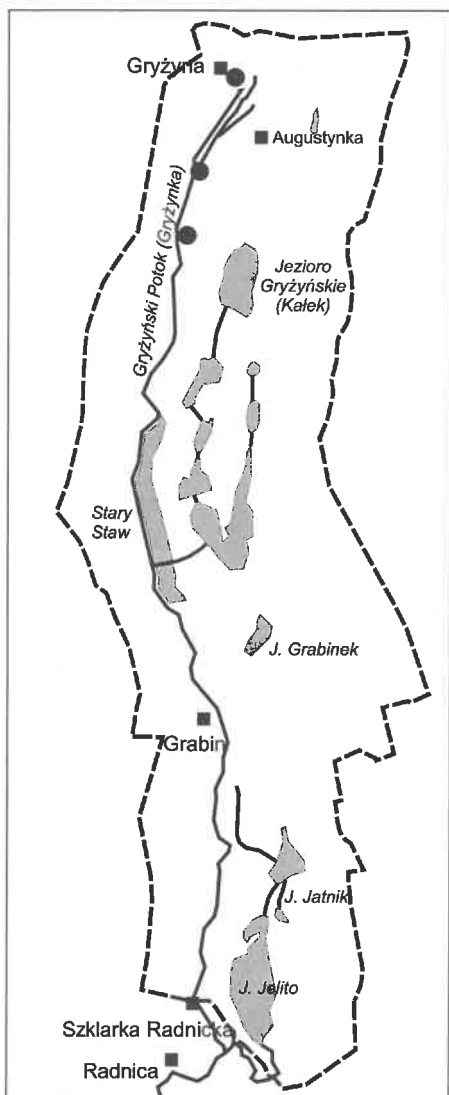 Gryżyna
Augustynka
Gryżyński Potok (Gryżynka)
Jezioro
Gryżyńskie
(Kałek)
Stary
Staw
J. Grabinek
Grabin
J. Jatnik
J. Jelito
Szklarka Radnicka
Radnica